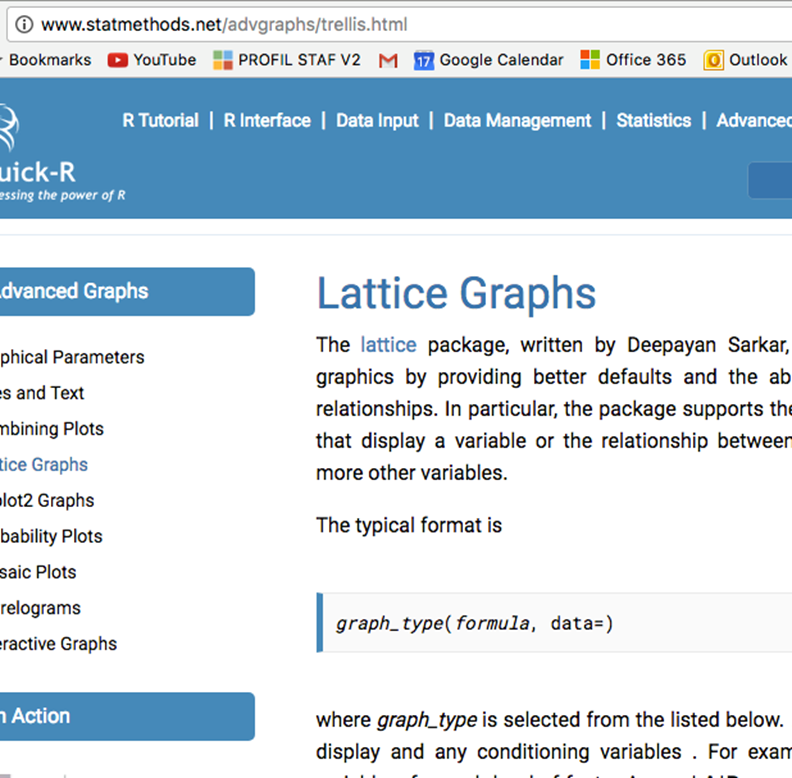 www.statmethods.net/advgraphs/trellis.html
Bookmarks YouTube PROFIL STAF V2 17 Google Calendar Office 365 Outlook
R Tutorial | R Interface | Data Input | Data Management | Statistics | Advanced
uick-R
essing the power of R
dvanced Graphs
Lattice Graphs
phical Parameters
es and Text
mbining Plots
tice Graphs
plot2 Graphs
bability Plots
saic Plots
relograms
eractive Graphs
The lattice package, written by Deepayan Sarkar,
graphics by providing better defaults and the ab
relationships. In particular, the package supports the
that display a variable or the relationship between
more other variables.
The typical format is
graph_type(formula, data=)
n Action
where graph_type is selected from the listed below.
display and any conditioning variables . For exam